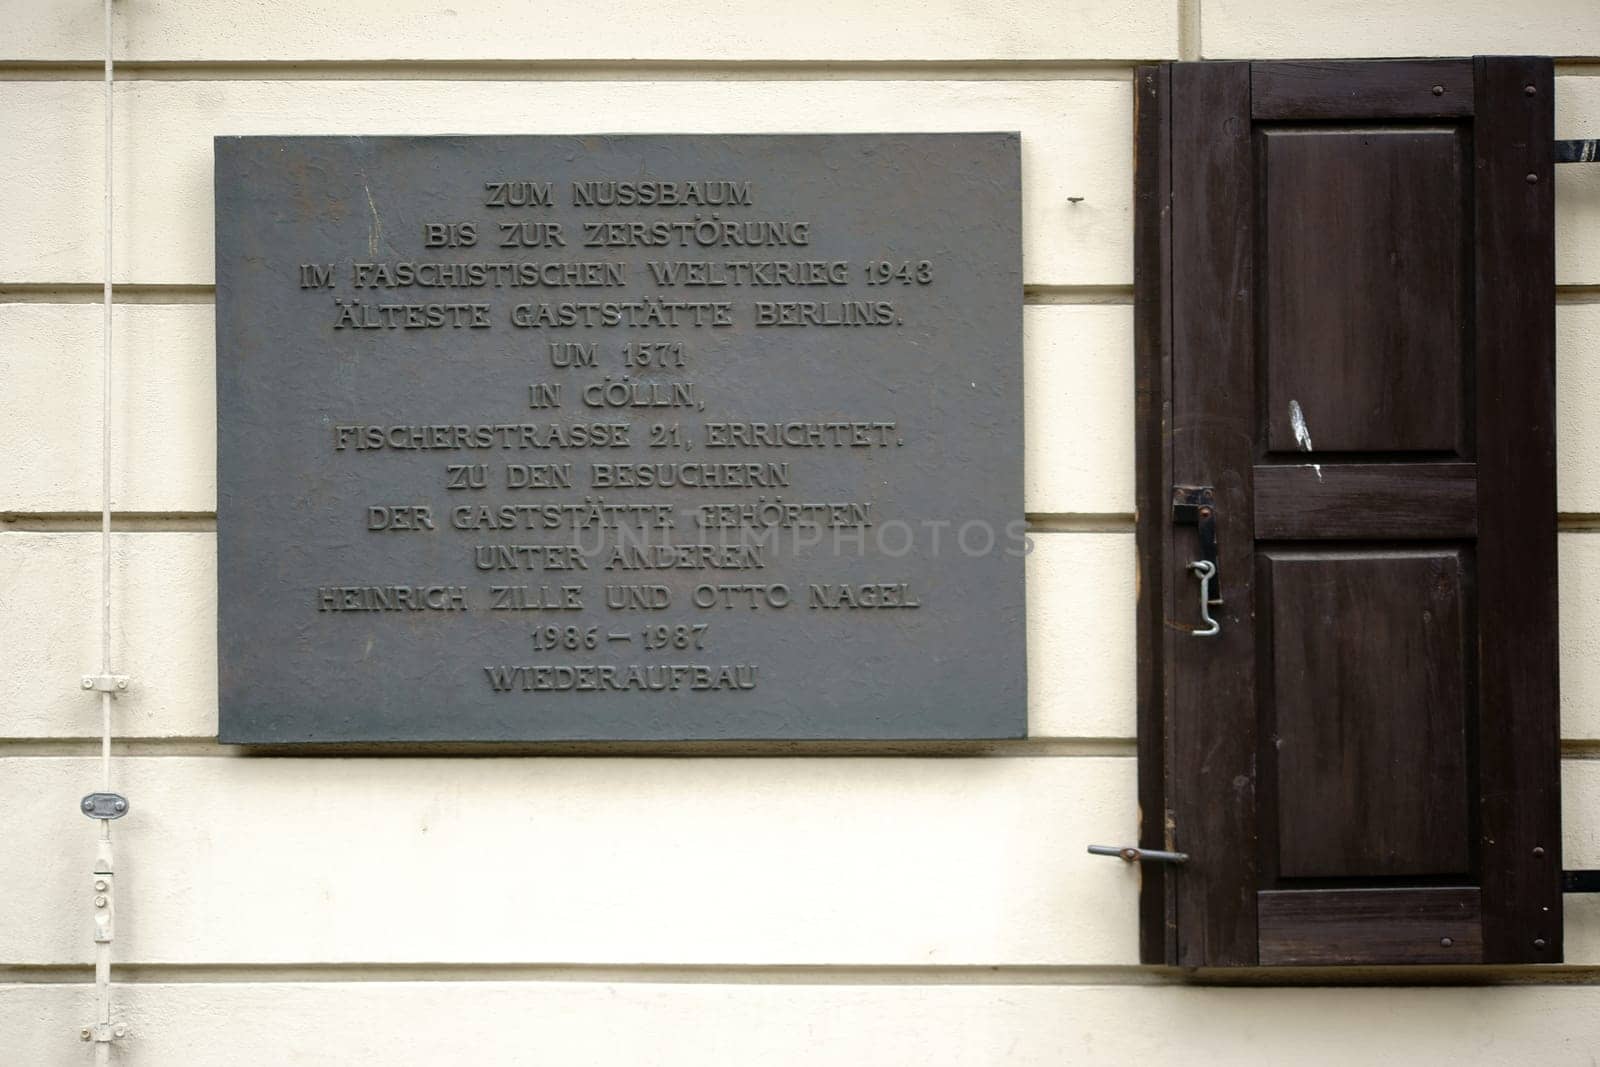 ZUM NUSSBAUM
BIS ZUR ZERSTÖRUNG
IM FASCHISTISCHEN WELTKRIEG 1943
ÄLTESTE GASTSTÄTTE BERLINS.
UM 1571
IN CÖLLN,
FISCHERSTRASSE 21, ERRICHTET.
ZU DEN BESUCHERN
DER GASTSTÄTTE GEHÖRTEN
UNTER ANDEREN
HEINRICH ZILLE UND OTTO NAGEL
1986 – 1987
WIEDERAUFBAU
UNLIMPHOTOS